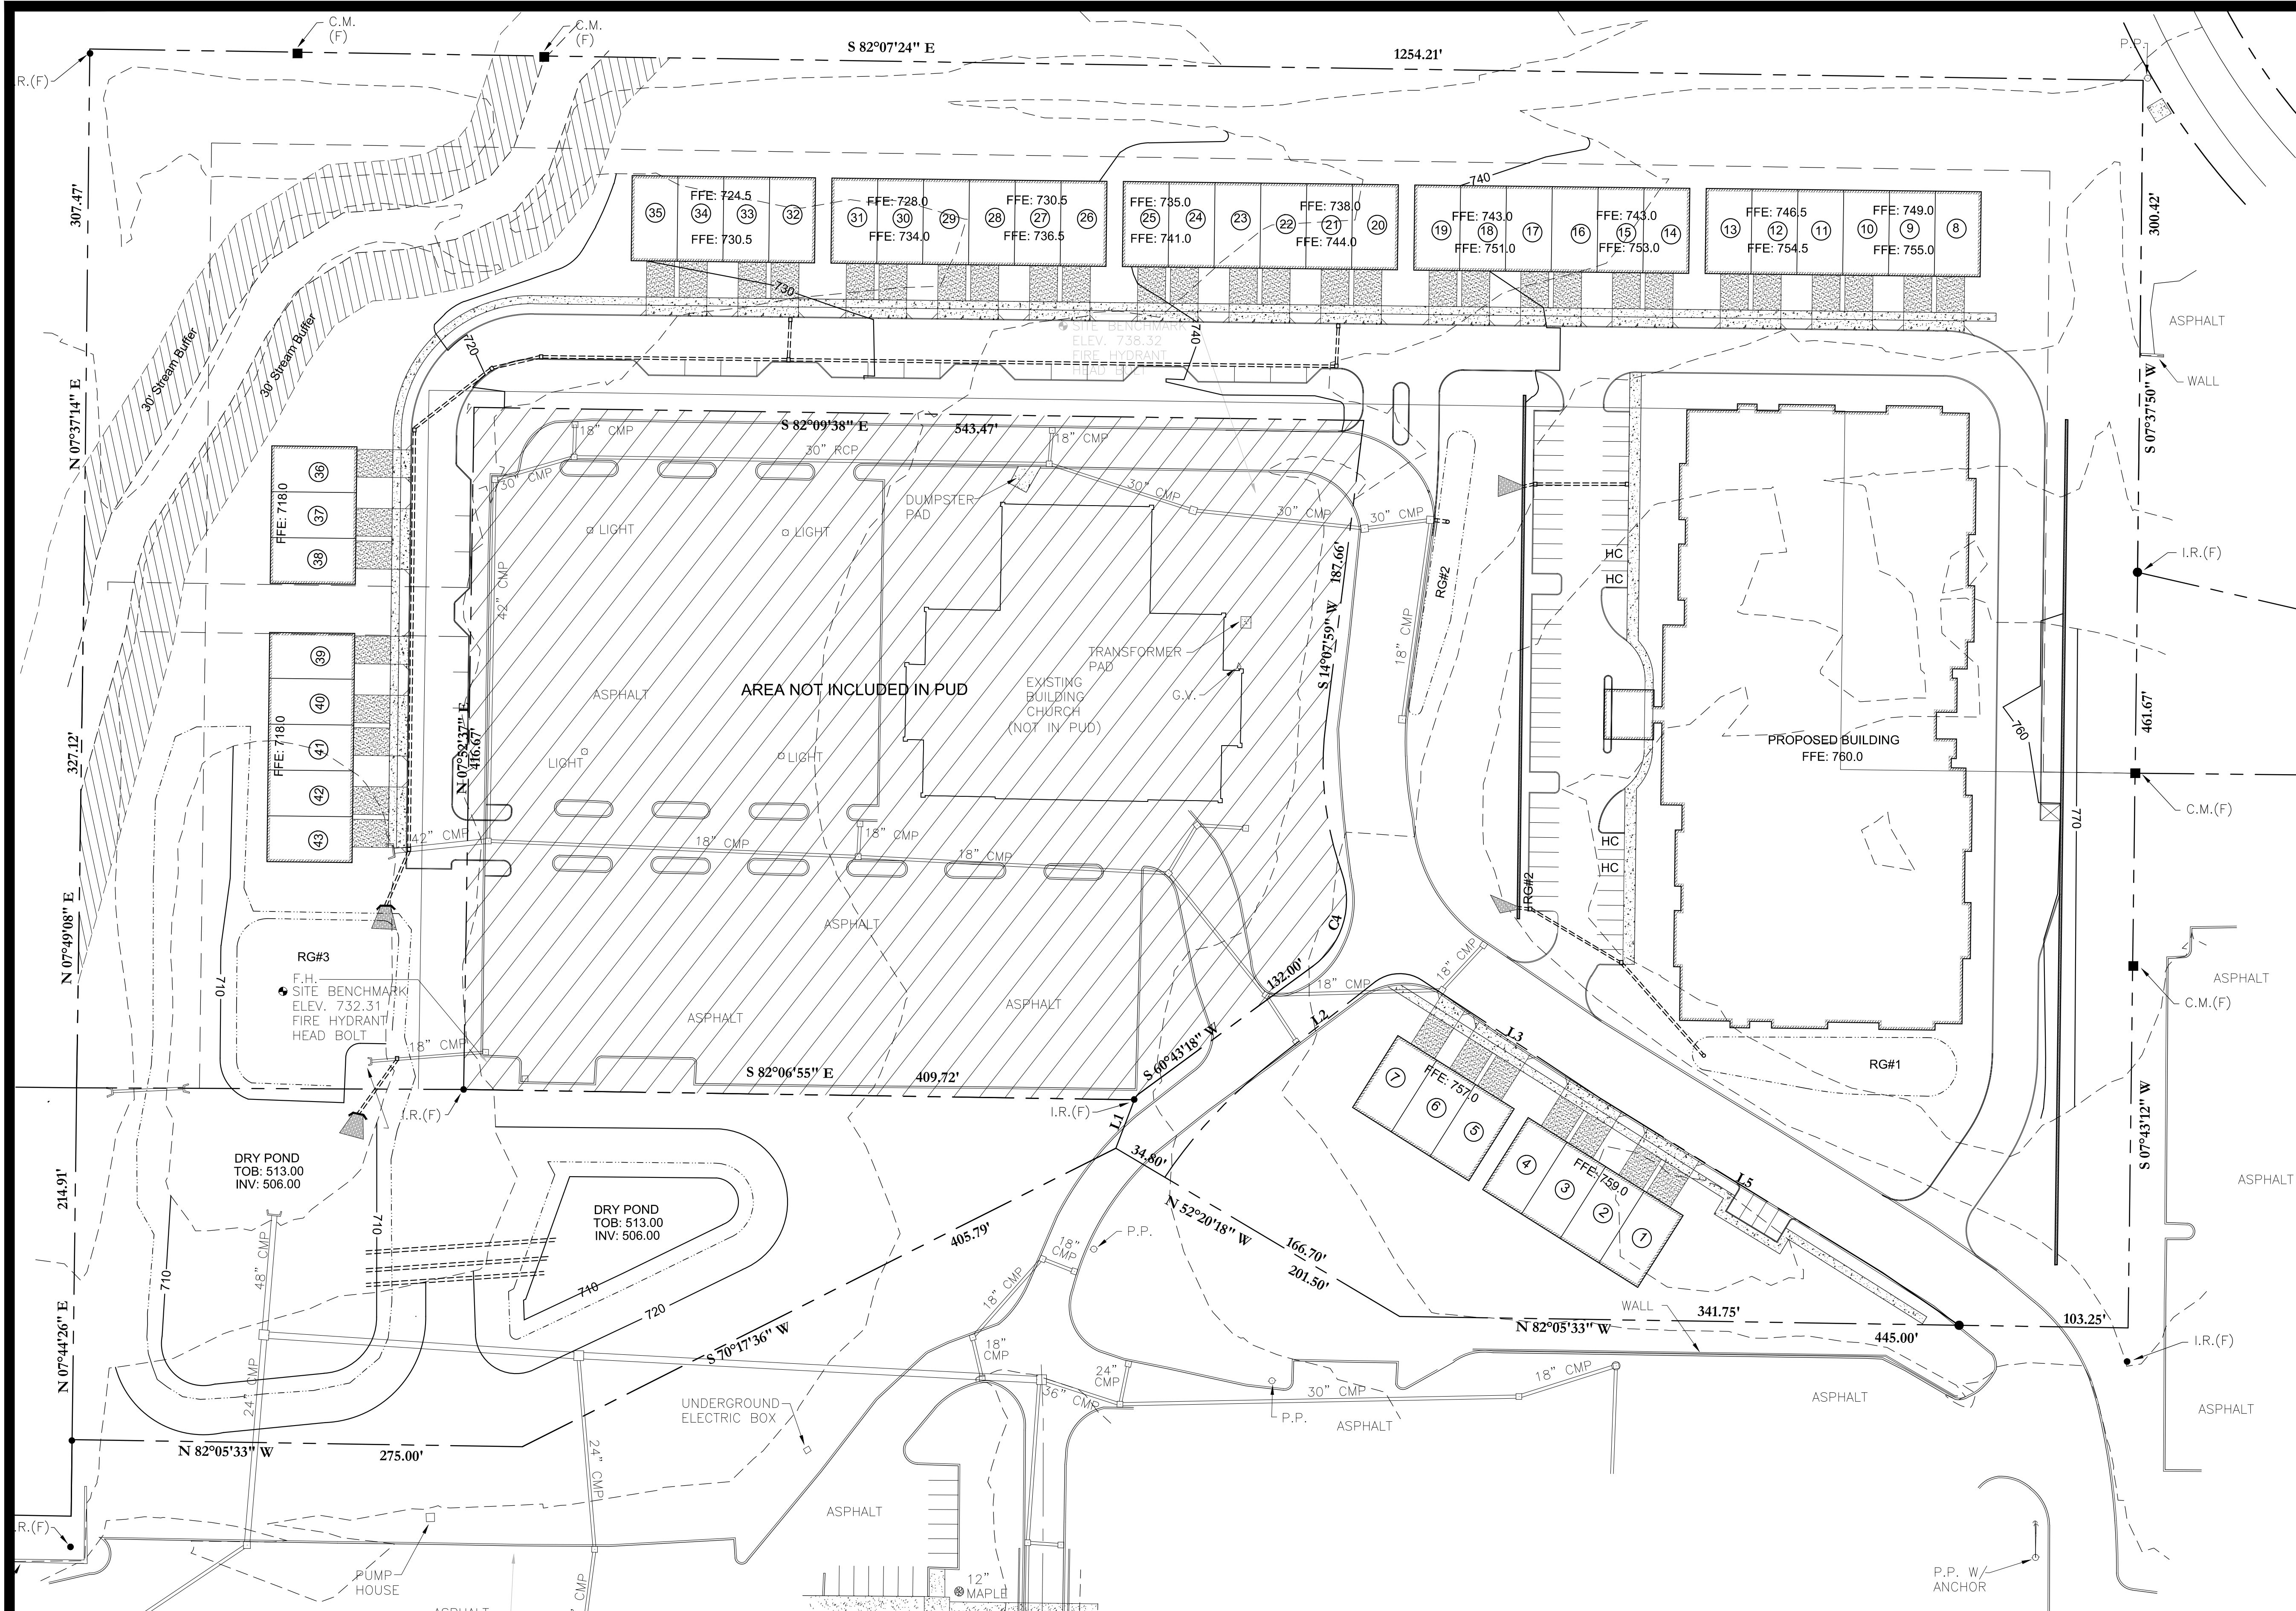 C.M.
(F)
C.M.
(F)
S 82°07'24" E
1254.21'
P.P.
.R.(F)
307.47'
N 07°37'14" E
30' Stream Buffer
30' Stream Buffer
300.42'
S 07°37'50" W
ASPHALT
WALL
FFE: 724.5
35
34
33
32
FFE: 730.5
FFE: 728.0
FFE: 730.5
31
30
29
28
27
26
FFE: 734.0
FFE: 736.5
FFE: 735.0
FFE: 738.0
25
24
23
22
21
20
FFE: 741.0
FFE: 744.0
740
FFE: 743.0
FFE: 743.0
19
18
17
16
15
14
FFE: 751.0
FFE: 753.0
FFE: 746.5
FFE: 749.0
13
12
11
10
9
8
FFE: 754.5
FFE: 755.0
730
720
740
SITE BENCHMARK
ELEV. 738.32
FIRE HYDRANT
HEAD BOLT
S 82°09'38" E
543.47'
18" CMP
30" RCP
18" CMP
30" CMP
30" CMP
30" CMP
30" CMP
DUMPSTER
PAD
LIGHT
LIGHT
36
37
38
FFE: 718.0
42" CMP
187.66'
S 14°07'59" W
18" CMP
RG#2
HC
HC
I.R.(F)
39
40
41
42
43
FFE: 718.0
327.12'
N 07°49'08" E
ASPHALT
AREA NOT INCLUDED IN PUD
TRANSFORMER
PAD
G.V.
EXISTING
BUILDING
CHURCH
(NOT IN PUD)
N 07°52'37" E
416.67'
LIGHT
LIGHT
PROPOSED BUILDING
FFE: 760.0
760
770
461.67'
C.M.(F)
42" CMP
18" CMP
18" CMP
18" CMP
HC
HC
RG#2
ASPHALT
C4
132.00'
18" CMP
18" CMP
710
RG#3
F.H.
SITE BENCHMARK
ELEV. 732.31
FIRE HYDRANT
HEAD BOLT
18" CMP
ASPHALT
ASPHALT
ASPHALT
C.M.(F)
L2
L3
S 60°43'18" W
S 82°06'55" E
409.72'
I.R.(F)
I.R.(F)
L1
34.80'
7
6
5
FFE: 757.0
4
3
2
1
FFE: 759.0
L5
RG#1
S 07°43'12" W
ASPHALT
DRY POND
TOB: 513.00
INV: 506.00
DRY POND
TOB: 513.00
INV: 506.00
214.91'
N 07°44'26" E
710
710
710
720
48" CMP
24" CMP
405.79'
S 70°17'36" W
N 52°20'18" W
166.70'
201.50'
P.P.
18"
CMP
18" CMP
18"
CMP
24"
CMP
36" CMP
30" CMP
18" CMP
WALL
341.75'
N 82°05'33" W
445.00'
103.25'
I.R.(F)
P.P.
ASPHALT
ASPHALT
ASPHALT
N 82°05'33" W
275.00'
UNDERGROUND
ELECTRIC BOX
24" CMP
ASPHALT
.R.(F)
PUMP
HOUSE
CMP
12"
MAPLE
P.P. W/
ANCHOR
ASPHALT